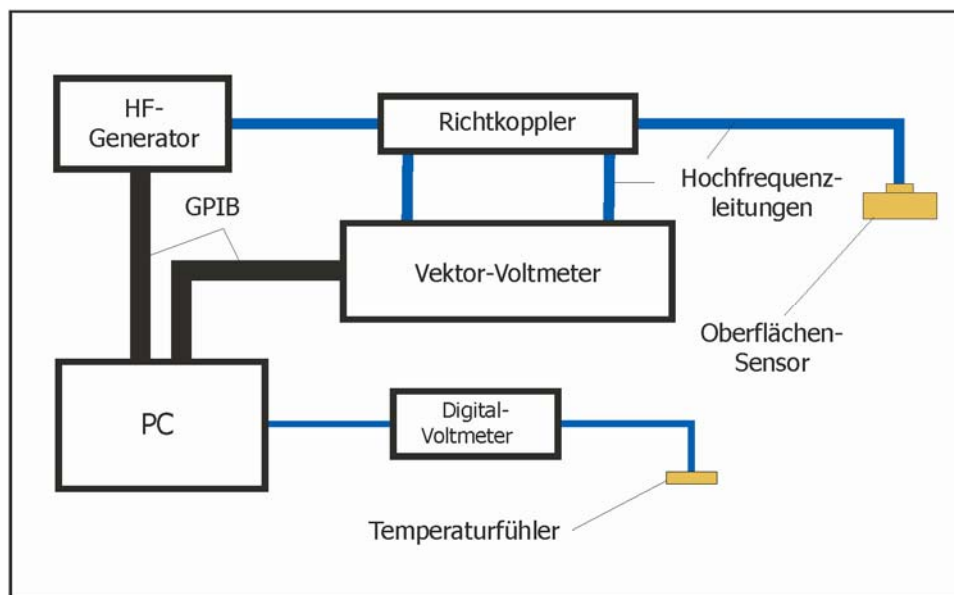 HF-
Generator
Richtkoppler
Hochfrequenz-
leitungen
GPIB
Vektor-Voltmeter
Oberflächen-
Sensor
PC
Digital-
Voltmeter
Temperaturfühler